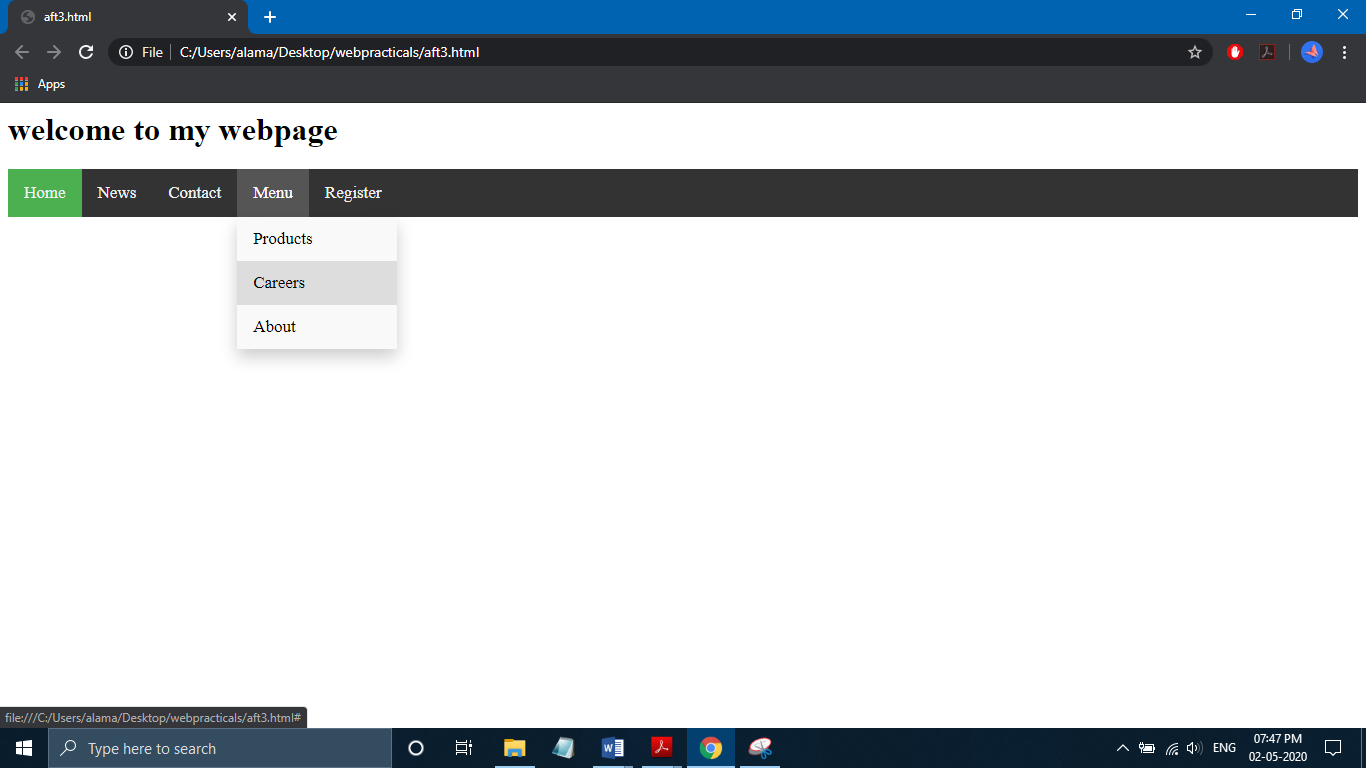 aft3.html
File C:/Users/alama/Desktop/webpracticals/aft3.html
Apps
welcome to my webpage
Home News Contact Menu Register
Products
Careers
About
file:///C:/Users/alama/Desktop/webpracticals/aft3.html#
Type here to search
ENG
07:47 PM
02-05-2020